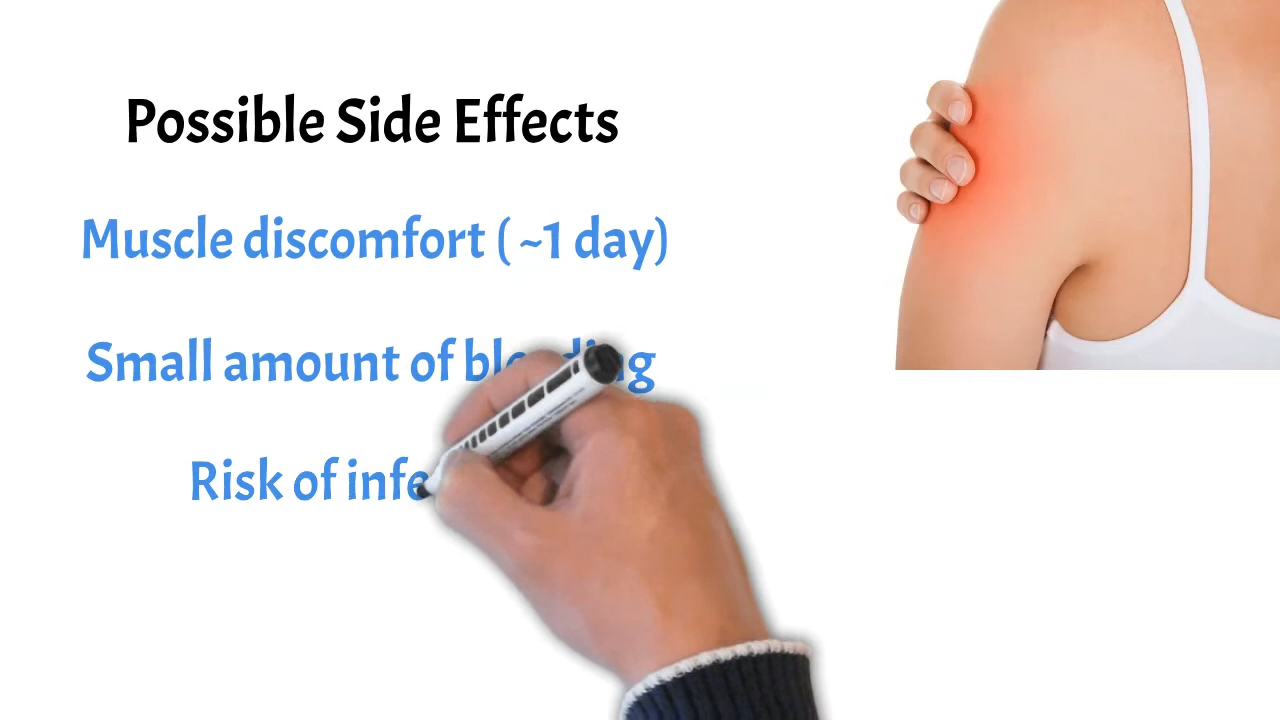 Possible Side Effects
Muscle discomfort ( ~1 day)
Small amount of
Risk of